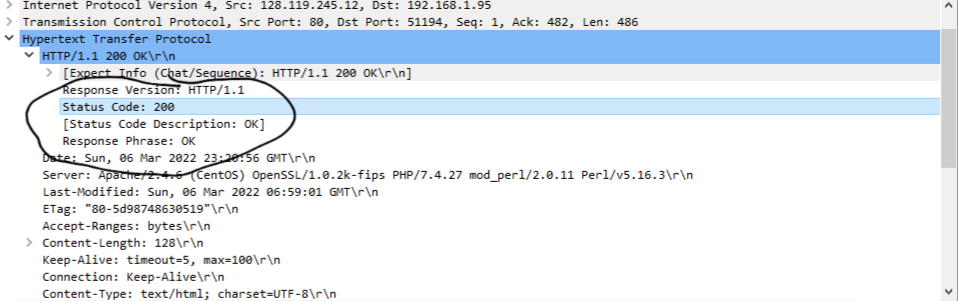 Internet Protocol Version 4, Src: 128.119.245.12, Dst: 192.168.1.95
Transmission Control Protocol, Src Port: 80, Dst Port: 51194, Seq: 1, Ack: 482, Len: 486
Hypertext Transfer Protocol
HTTP/1.1 200 OK\r\n
[Expert Info (Chat/Sequence): HTTP/1.1 200 OK\r\n]
Response Version: HTTP/1.1
Status Code: 200
[Status Code Description: OK]
Response Phrase: OK
Date: Sun, 06 Mar 2022 23:20:56 GMT\r\n
Server: Apache/2.4.6 (CentOS) OpenSSL/1.0.2k-fips PHP/7.4.27 mod_perl/2.0.11 Perl/v5.16.3\r\n
Last-Modified: Sun, 06 Mar 2022 06:59:01 GMT\r\n
ETag: "80-5d98748630519"\r\n
Accept-Ranges: bytes\r\n
Content-Length: 128\r\n
Keep-Alive: timeout=5, max=100\r\n
Connection: Keep-Alive\r\n
Content-Type: text/html; charset=UTF-8\r\n